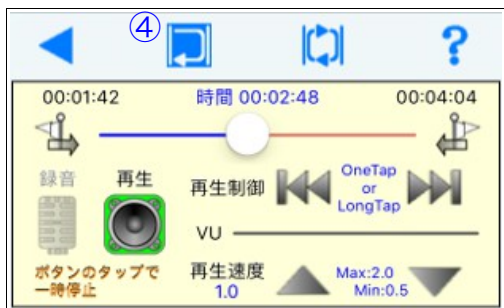 ④
?
00:01:42 時間 00:02:48 00:04:04
録音 再生 再生制御 OneTap
or
LongTap
VU
ボタンのタップで
一時停止
再生速度
1.0
Max:2.0
Min:0.5